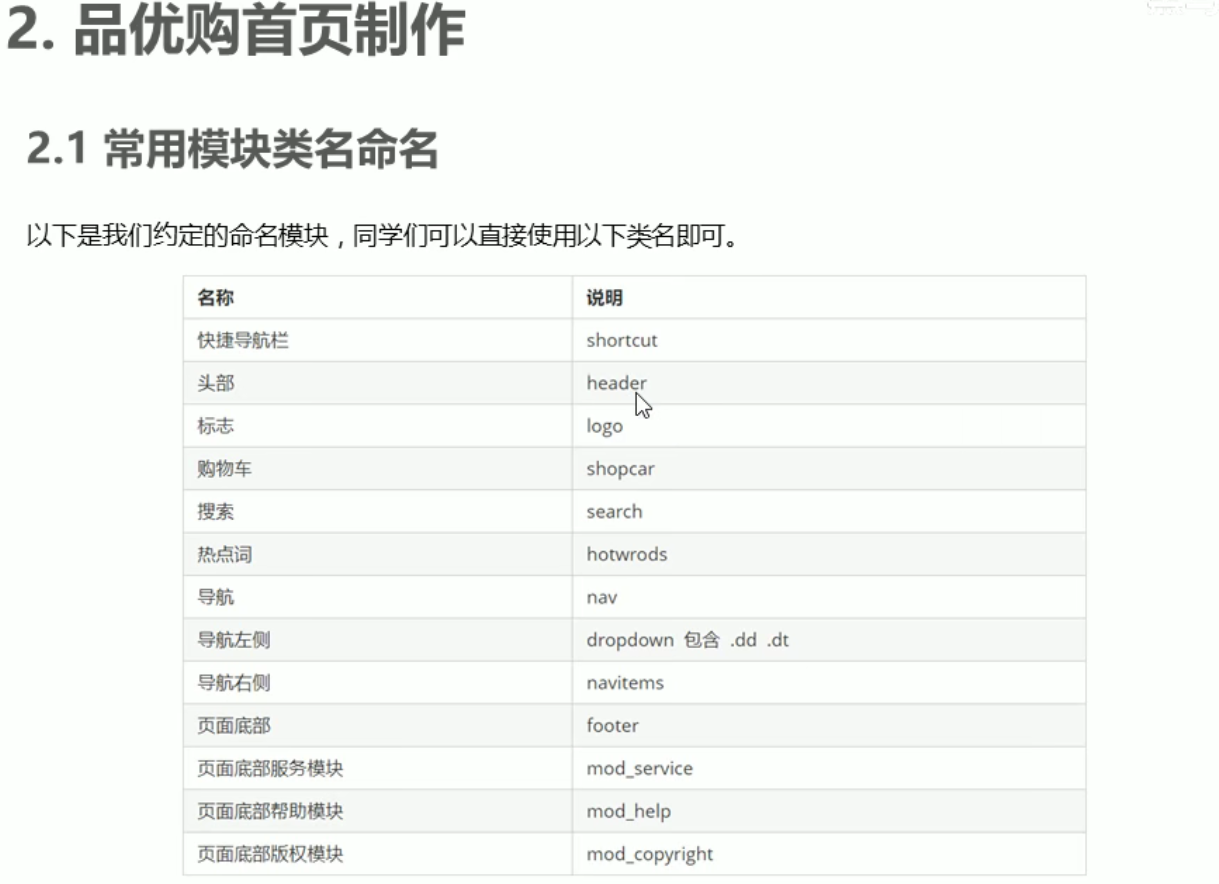 2. 品优购首页制作
2.1 常用模块类名命名
以下是我们约定的命名模块，同学们可以直接使用以下类名即可。
名称 说明
快捷导航栏 shortcut
头部 header
标志 logo
购物车 shopcar
搜索 search
热点词 hotwrods
导航 nav
导航左侧 dropdown 包含 .dd .dt
导航右侧 navitems
页面底部 footer
页面底部服务模块 mod_service
页面底部帮助模块 mod_help
页面底部版权模块 mod_copyright